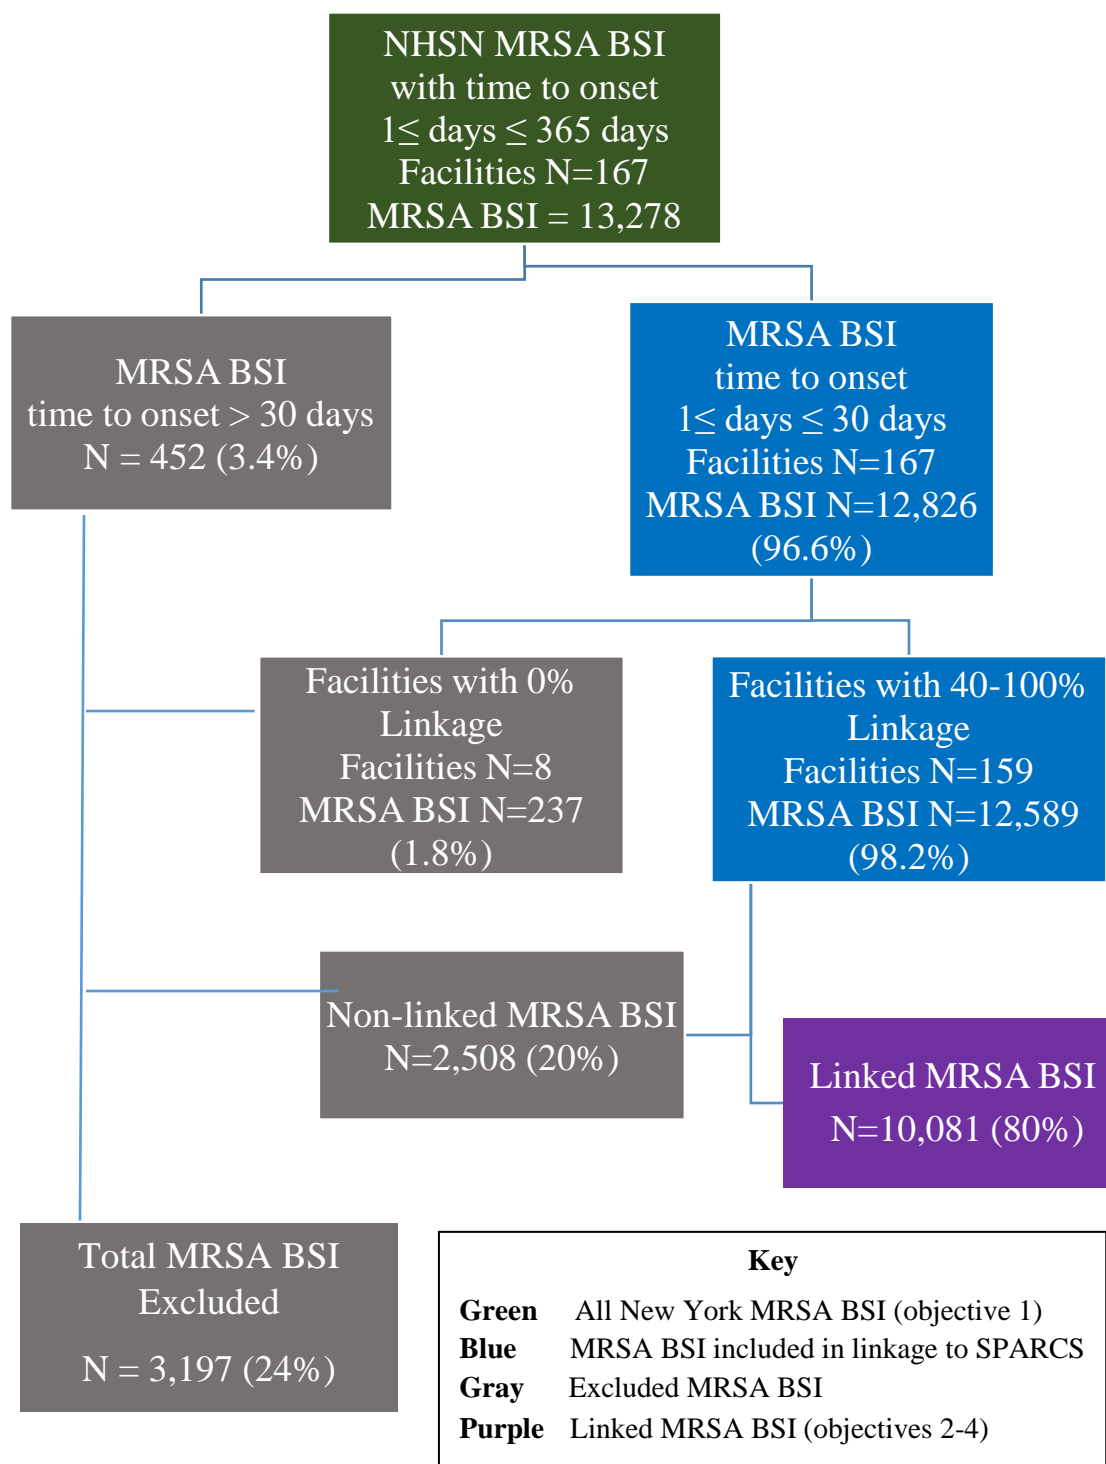 NHSN MRSA BSI
with time to onset
1≤ days ≤ 365 days
Facilities N=167
MRSA BSI = 13,278
MRSA BSI
time to onset > 30 days
N = 452 (3.4%)
MRSA BSI
time to onset
1≤ days ≤ 30 days
Facilities N=167
MRSA BSI N=12,826
(96.6%)
Facilities with 0%
Linkage
Facilities N=8
MRSA BSI N=237
(1.8%)
Facilities with 40-100%
Linkage
Facilities N=159
MRSA BSI N=12,589
(98.2%)
Non-linked MRSA BSI
N=2,508 (20%)
Linked MRSA BSI
N=10,081 (80%)
Total MRSA BSI
Excluded
N = 3,197 (24%)
Key
Green All New York MRSA BSI (objective 1)
Blue MRSA BSI included in linkage to SPARCS
Gray Excluded MRSA BSI
Purple Linked MRSA BSI (objectives 2-4)